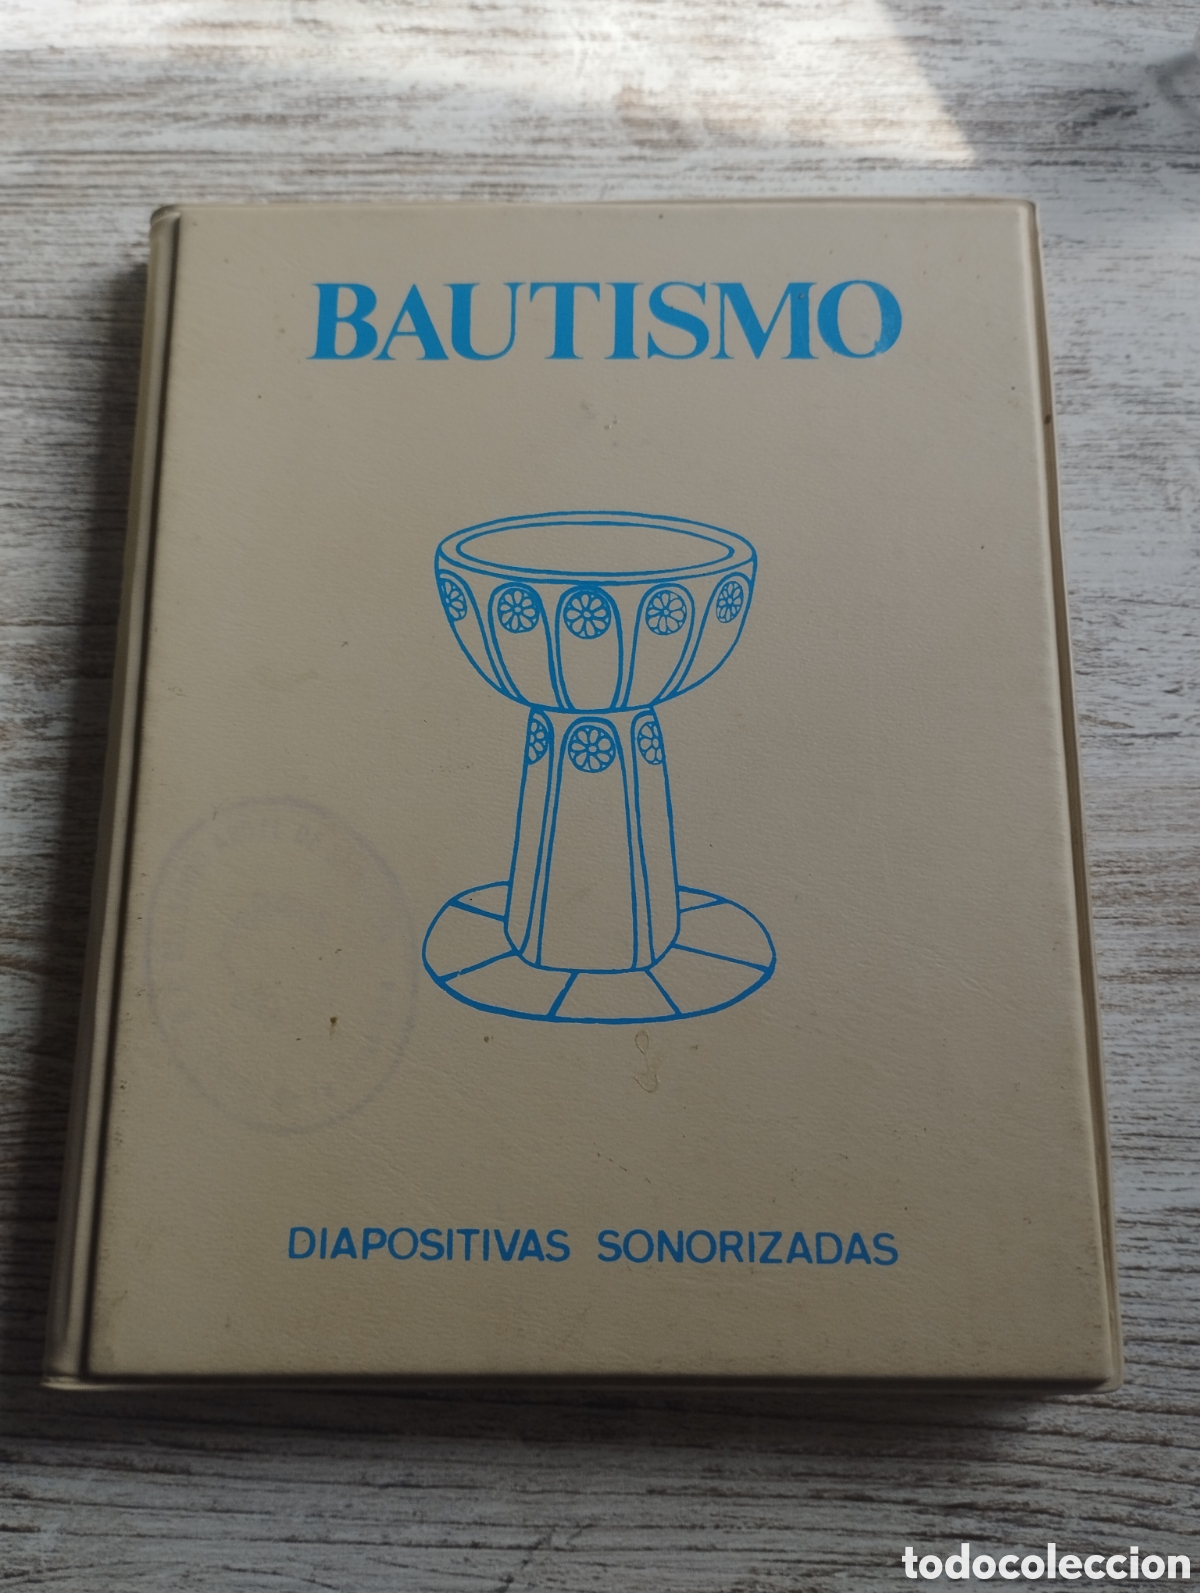 BAUTISMO
DIAPOSITIVAS SONORIZADAS
todocoleccion